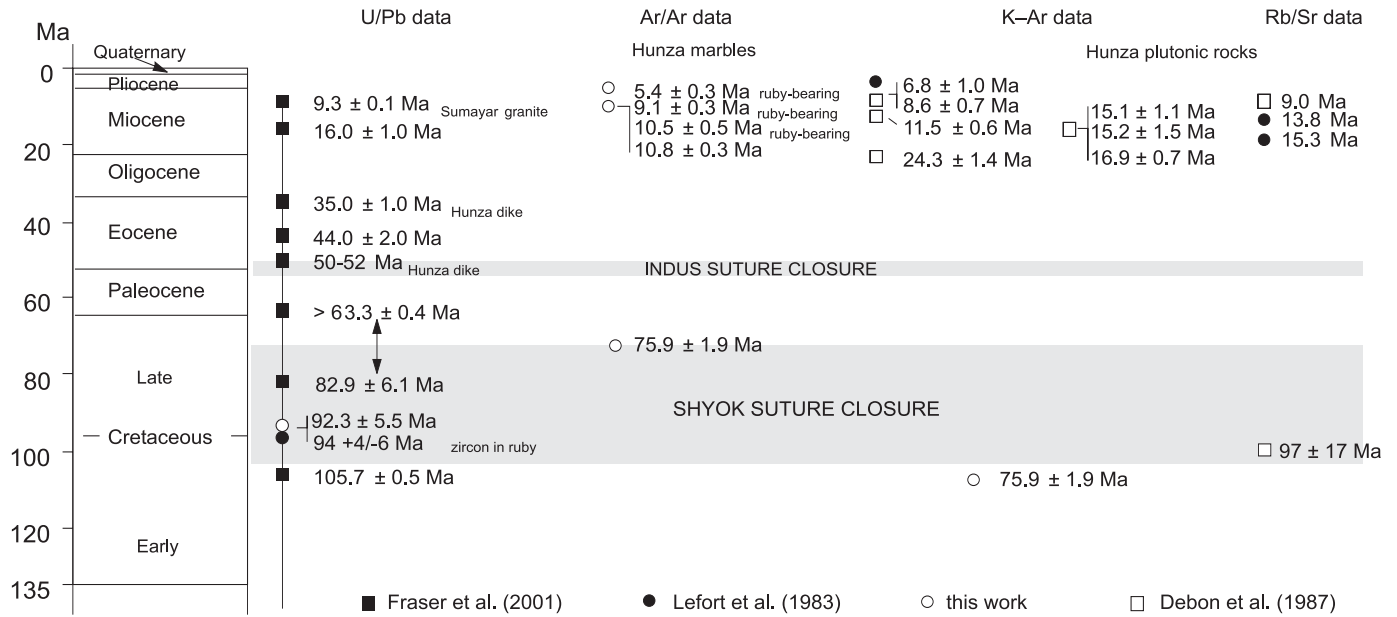 U/Pb data Ar/Ar data K–Ar data Rb/Sr data
Ma
Hunza marbles Hunza plutonic rocks
Quaternary
0
Pliocene
Miocene
20
Oligocene
40
Eocene
Paleocene
60
80
Late
Cretaceous
100
120
Early
135
9.3 ± 0.1 Ma Sumayar granite
16.0 ± 1.0 Ma
35.0 ± 1.0 Ma Hunza dike
44.0 ± 2.0 Ma
50-52 Ma Hunza dike
> 63.3 ± 0.4 Ma
82.9 ± 6.1 Ma
92.3 ± 5.5 Ma
94 +4/-6 Ma zircon in ruby
105.7 ± 0.5 Ma
5.4 ± 0.3 Ma ruby-bearing
9.1 ± 0.3 Ma ruby-bearing
10.5 ± 0.5 Ma ruby-bearing
10.8 ± 0.3 Ma
75.9 ± 1.9 Ma
6.8 ± 1.0 Ma
8.6 ± 0.7 Ma
11.5 ± 0.6 Ma
24.3 ± 1.4 Ma
15.1 ± 1.1 Ma
15.2 ± 1.5 Ma
16.9 ± 0.7 Ma
75.9 ± 1.9 Ma
9.0 Ma
13.8 Ma
15.3 Ma
97 ± 17 Ma
INDUS SUTURE CLOSURE
SHYOK SUTURE CLOSURE
Fraser et al. (2001) Lefort et al. (1983) this work Debon et al. (1987)